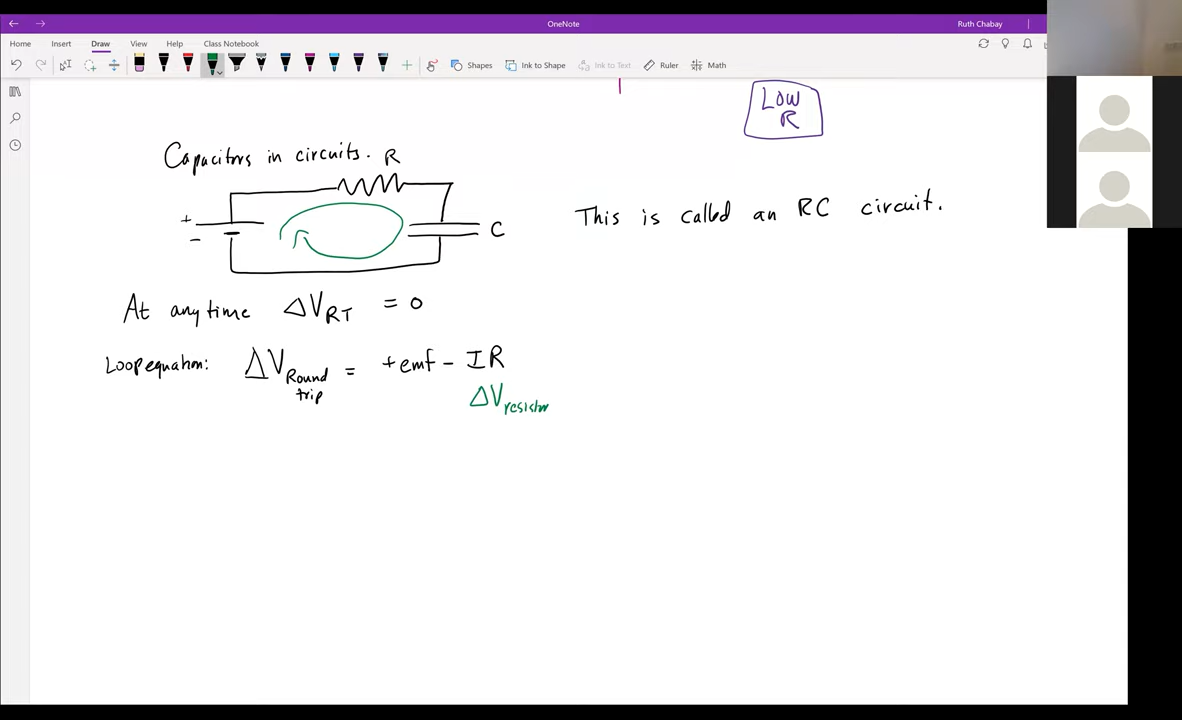 OneNote
Ruth Chabay
Home Insert Draw View Help Class Notebook
Shapes Ink to Shape Ink to Text Ruler Math
LOW
R
Capacitors in circuits. R
+
-
C
This is called an RC circuit.
At any time ΔV_RT = 0
Loop equation: ΔV_Round trip = +emf - IR
ΔV_resistor